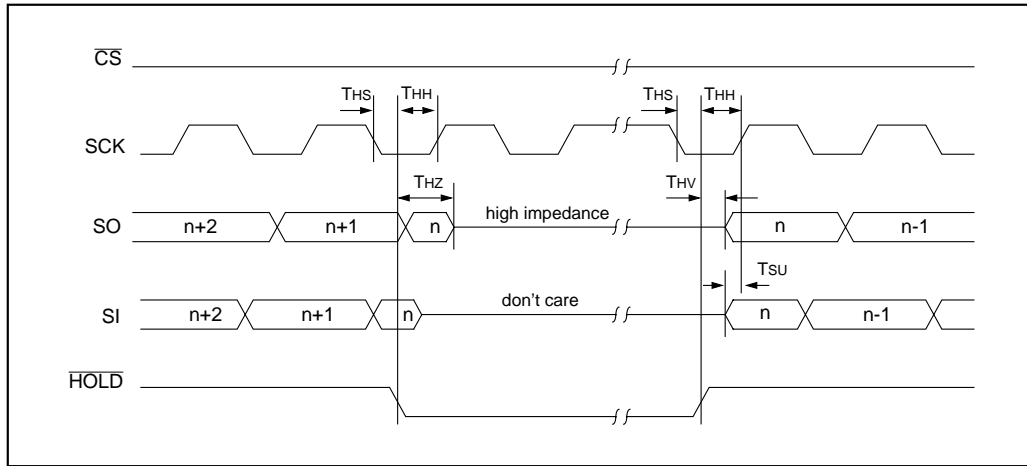 CS
THS THH THS THH
SCK
THZ THV
SO n+2 n+1 n high impedance n n-1
TSU
SI n+2 n+1 n don't care n n-1
HOLD